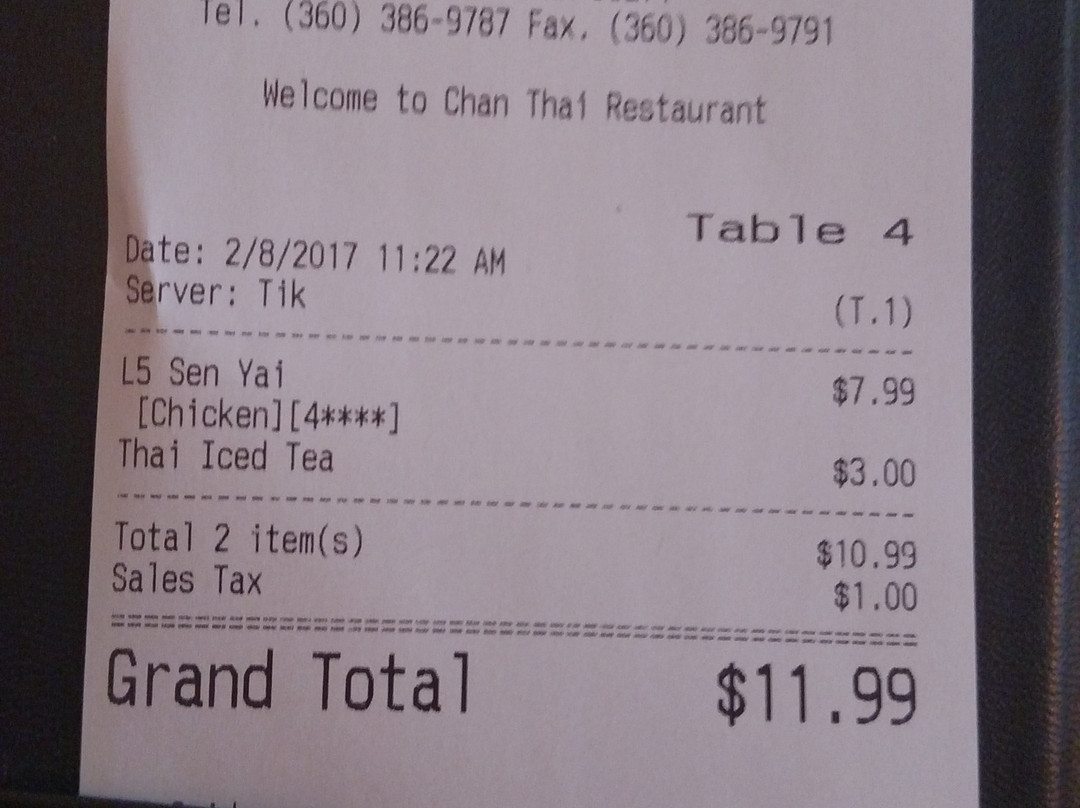 Tel. (360) 386-9787 Fax. (360) 386-9791
Welcome to Chan Thai Restaurant
Table 4
Date: 2/8/2017 11:22 AM
Server: Tik (T.1)
L5 Sen Yai $7.99
[Chicken][4****]
Thai Iced Tea $3.00
Total 2 item(s) $10.99
Sales Tax $1.00
Grand Total $11.99